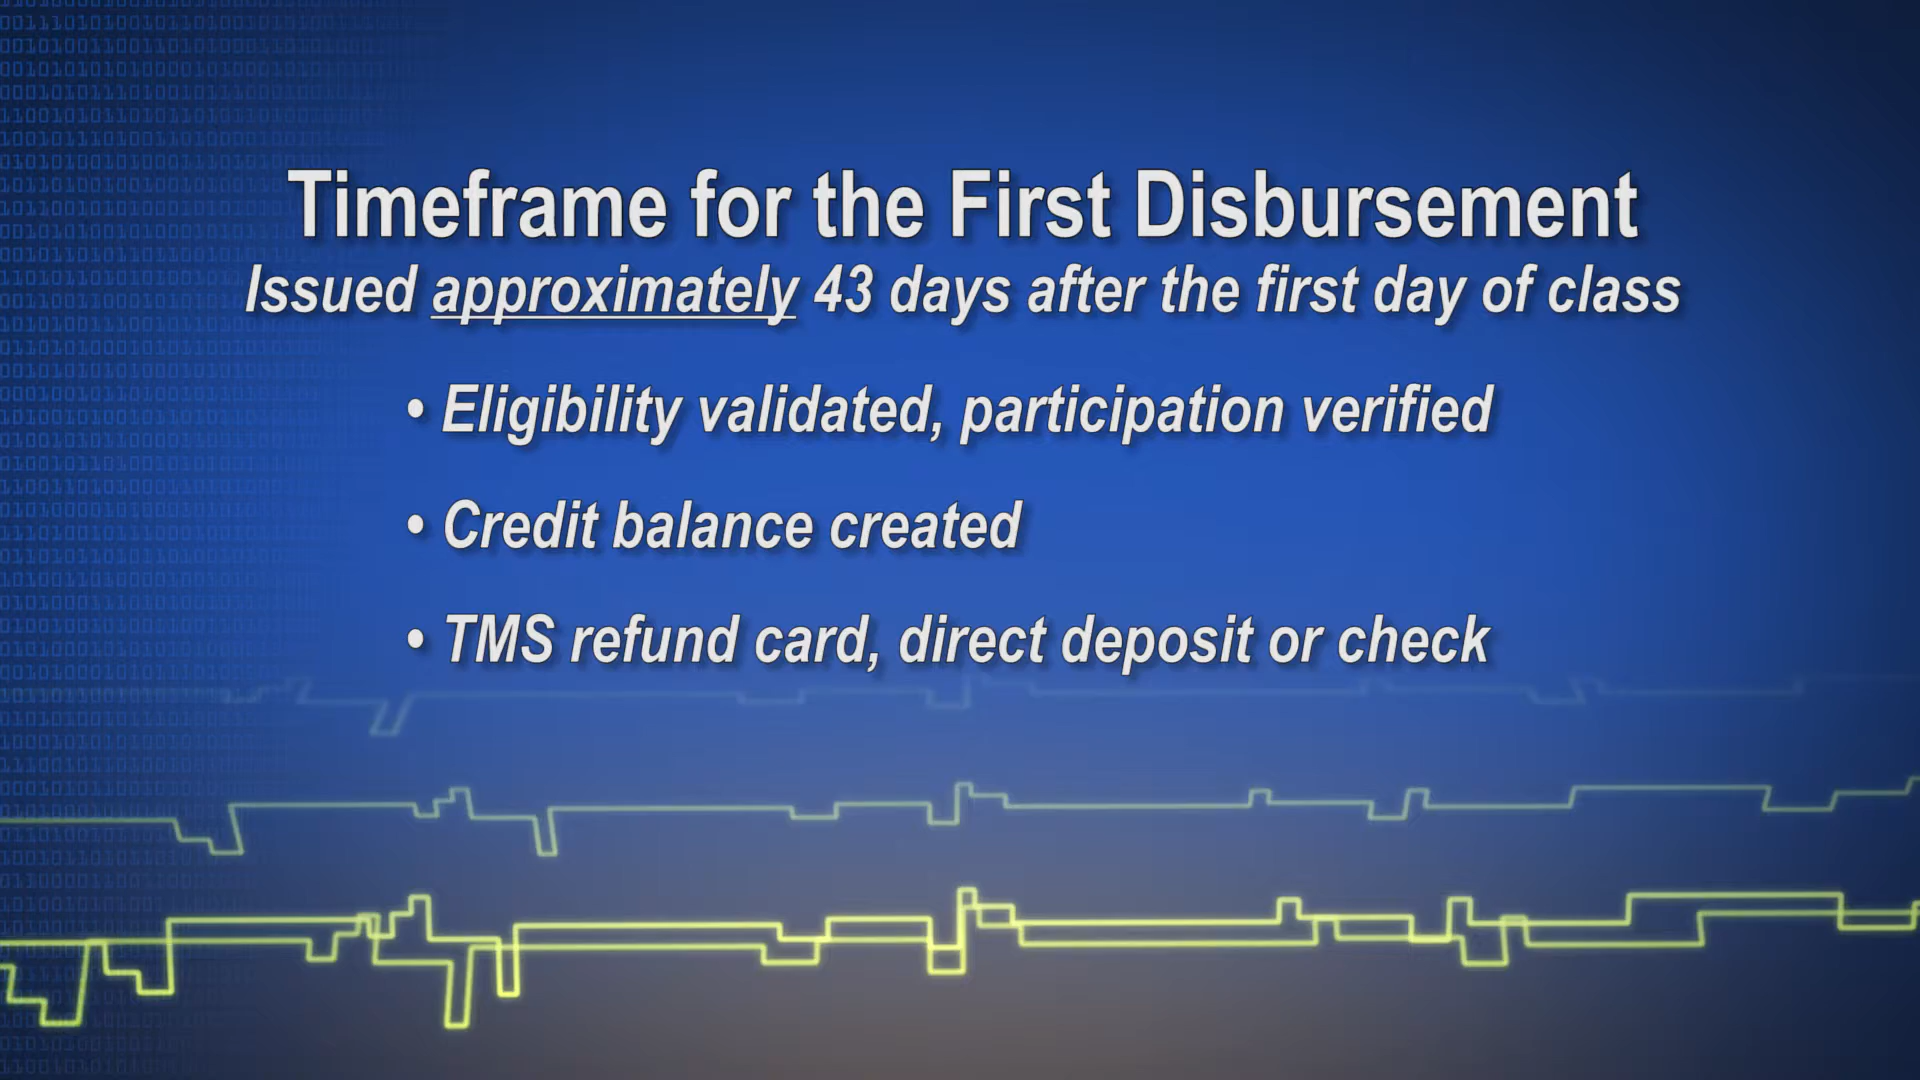 Timeframe for the First Disbursement
Issued approximately 43 days after the first day of class
• Eligibility validated, participation verified
• Credit balance created
• TMS refund card, direct deposit or check